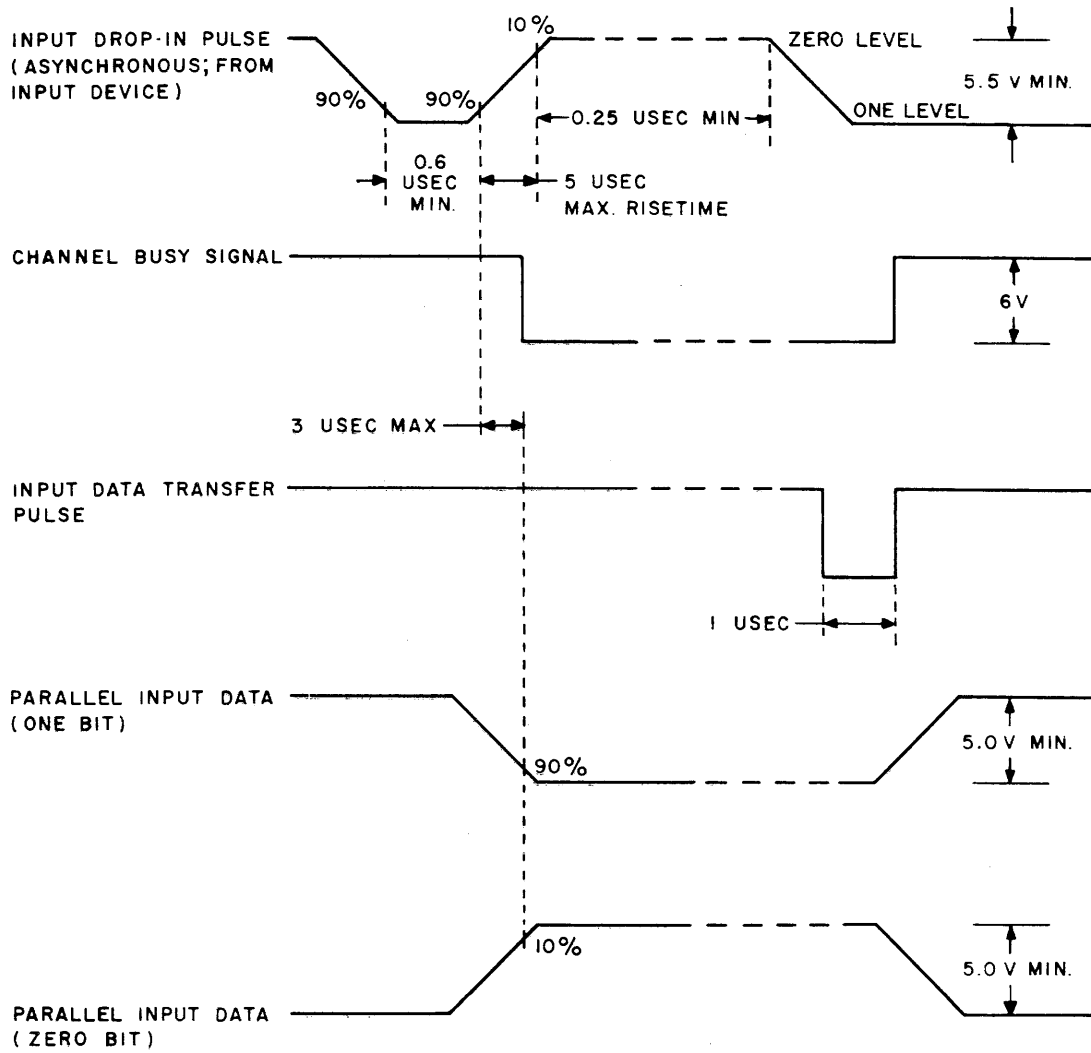 10%
INPUT DROP-IN PULSE
(ASYNCHRONOUS; FROM
INPUT DEVICE)
ZERO LEVEL
5.5 V MIN.
90%
90%
0.25 USEC MIN
ONE LEVEL
0.6
USEC
MIN.
5 USEC
MAX. RISETIME
CHANNEL BUSY SIGNAL
6 V
3 USEC MAX
INPUT DATA TRANSFER
PULSE
1 USEC
PARALLEL INPUT DATA
(ONE BIT)
90%
5.0 V MIN.
10%
5.0 V MIN.
PARALLEL INPUT DATA
(ZERO BIT)